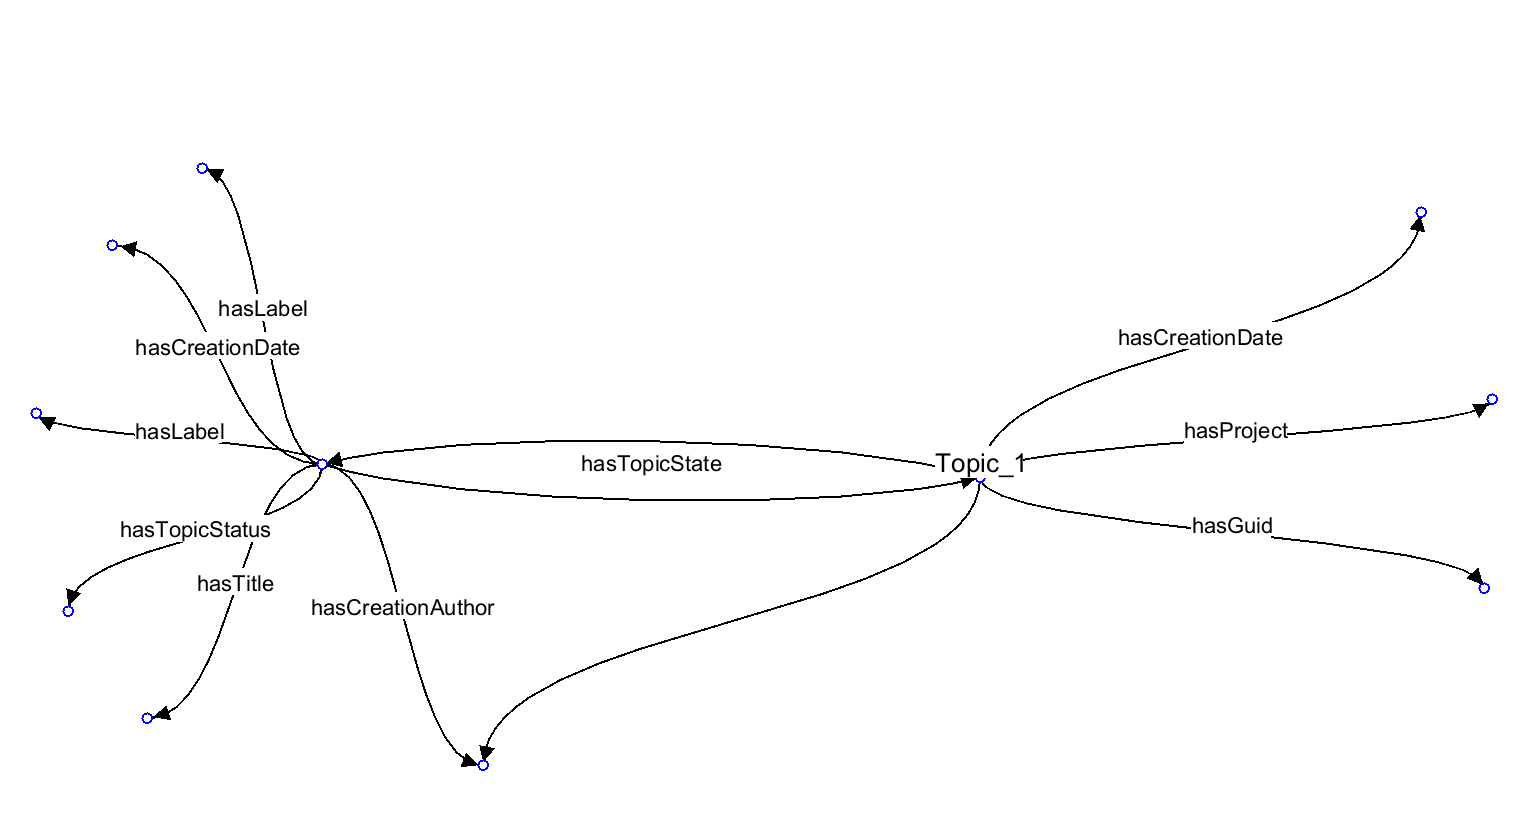 hasLabel
hasCreationDate
hasCreationDate
hasLabel
hasProject
hasTopicState
Topic_1
hasTopicStatus
hasGuid
hasTitle
hasCreationAuthor